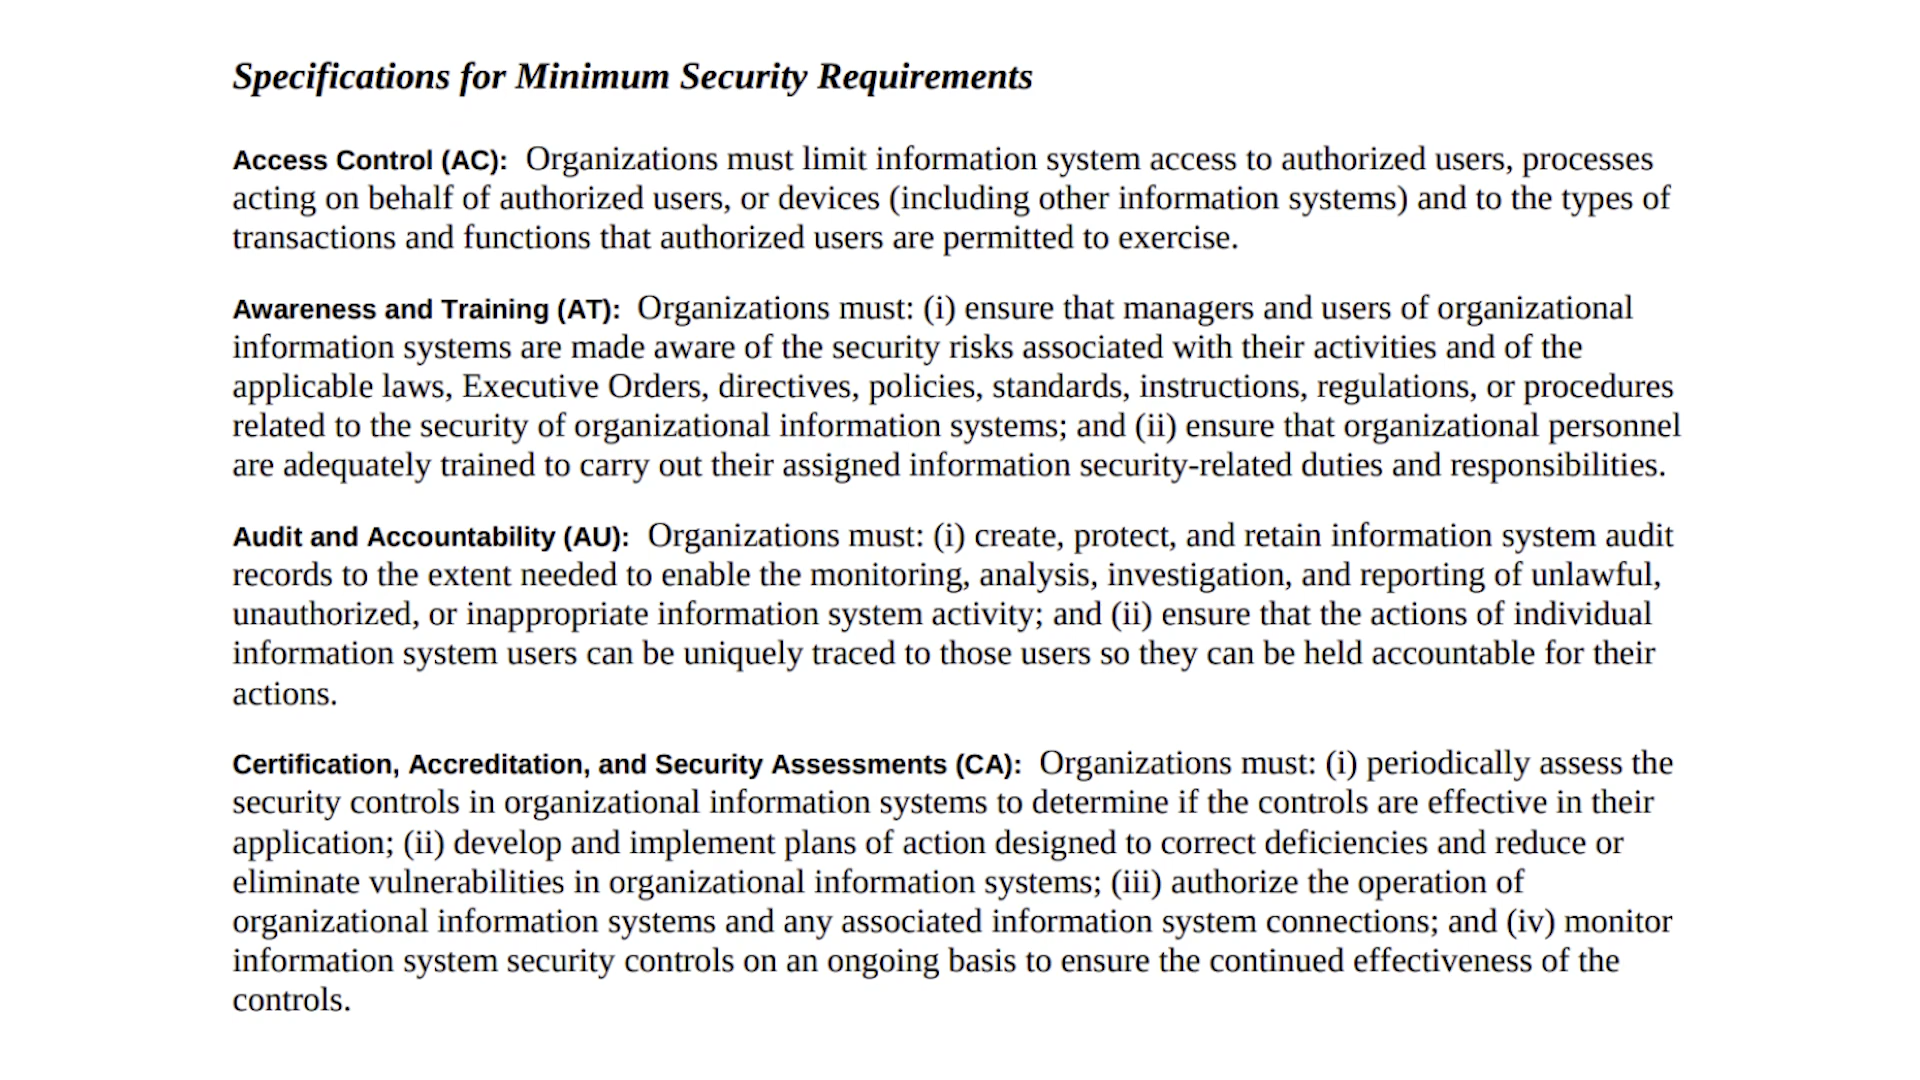 Specifications for Minimum Security Requirements
Access Control (AC): Organizations must limit information system access to authorized users, processes
acting on behalf of authorized users, or devices (including other information systems) and to the types of
transactions and functions that authorized users are permitted to exercise.
Awareness and Training (AT): Organizations must: (i) ensure that managers and users of organizational
information systems are made aware of the security risks associated with their activities and of the
applicable laws, Executive Orders, directives, policies, standards, instructions, regulations, or procedures
related to the security of organizational information systems; and (ii) ensure that organizational personnel
are adequately trained to carry out their assigned information security-related duties and responsibilities.
Audit and Accountability (AU): Organizations must: (i) create, protect, and retain information system audit
records to the extent needed to enable the monitoring, analysis, investigation, and reporting of unlawful,
unauthorized, or inappropriate information system activity; and (ii) ensure that the actions of individual
information system users can be uniquely traced to those users so they can be held accountable for their
actions.
Certification, Accreditation, and Security Assessments (CA): Organizations must: (i) periodically assess the
security controls in organizational information systems to determine if the controls are effective in their
application; (ii) develop and implement plans of action designed to correct deficiencies and reduce or
eliminate vulnerabilities in organizational information systems; (iii) authorize the operation of
organizational information systems and any associated information system connections; and (iv) monitor
information system security controls on an ongoing basis to ensure the continued effectiveness of the
controls.